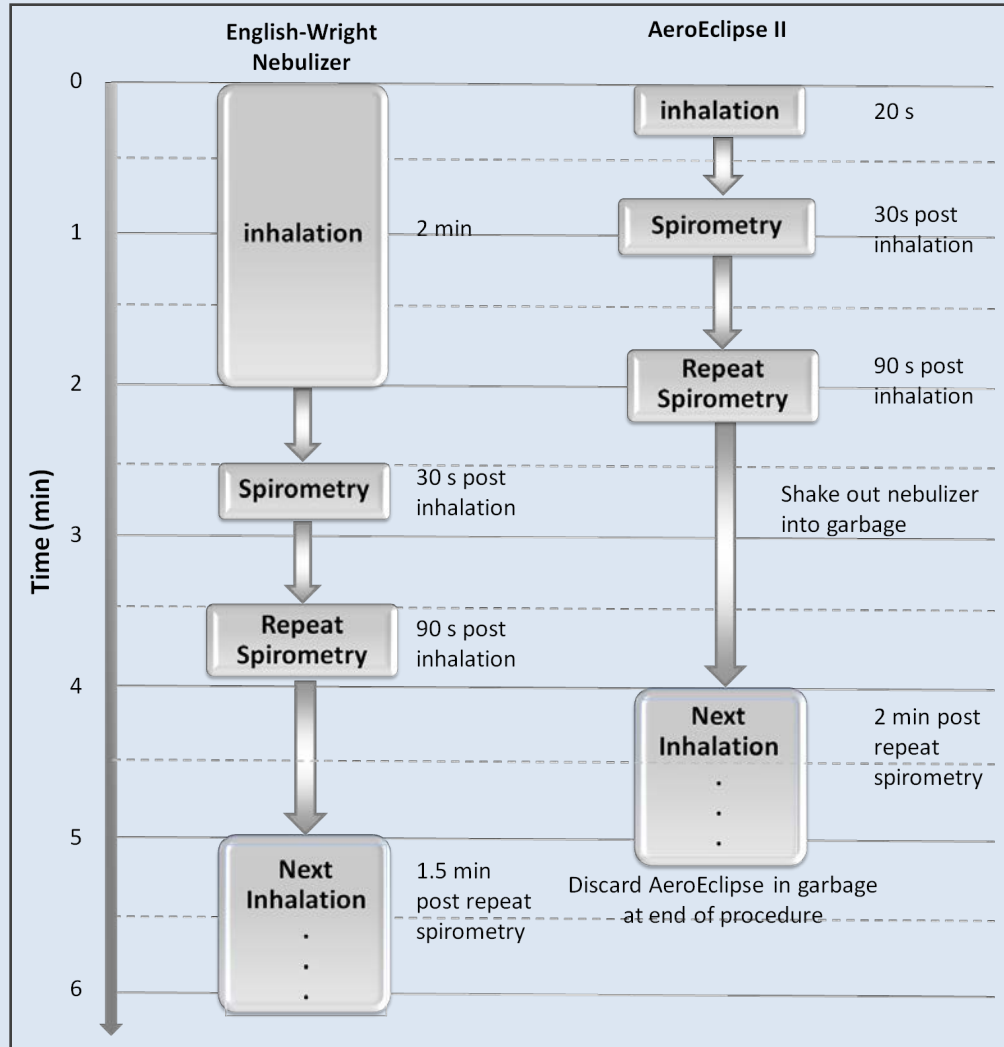 English-Wright
Nebulizer
AeroEclipse II
Time (min)
0
1
2
3
4
5
6
inhalation
2 min
Spirometry
30 s post
inhalation
Repeat
Spirometry
90 s post
inhalation
Next
Inhalation
.
.
.
1.5 min
post repeat
spirometry
inhalation
20 s
Spirometry
30s post
inhalation
Repeat
Spirometry
90 s post
inhalation
Shake out nebulizer
into garbage
Next
Inhalation
.
.
.
2 min post
repeat
spirometry
Discard AeroEclipse in garbage
at end of procedure